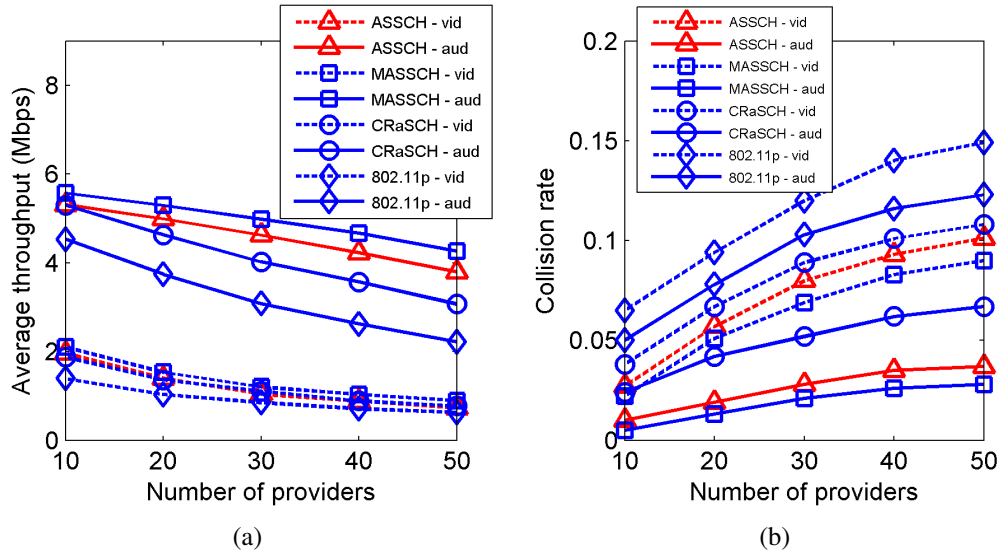 ASSCH - vid
ASSCH - aud
MASSCH - vid
MASSCH - aud
CRaSCH - vid
CRaSCH - aud
802.11p - vid
802.11p - aud
Average throughput (Mbps)
8
6
4
2
0
10 20 30 40 50
Number of providers
(a)
ASSCH - vid
ASSCH - aud
MASSCH - vid
MASSCH - aud
CRaSCH - vid
CRaSCH - aud
802.11p - vid
802.11p - aud
Collision rate
0.2
0.15
0.1
0.05
0
10 20 30 40 50
Number of providers
(b)